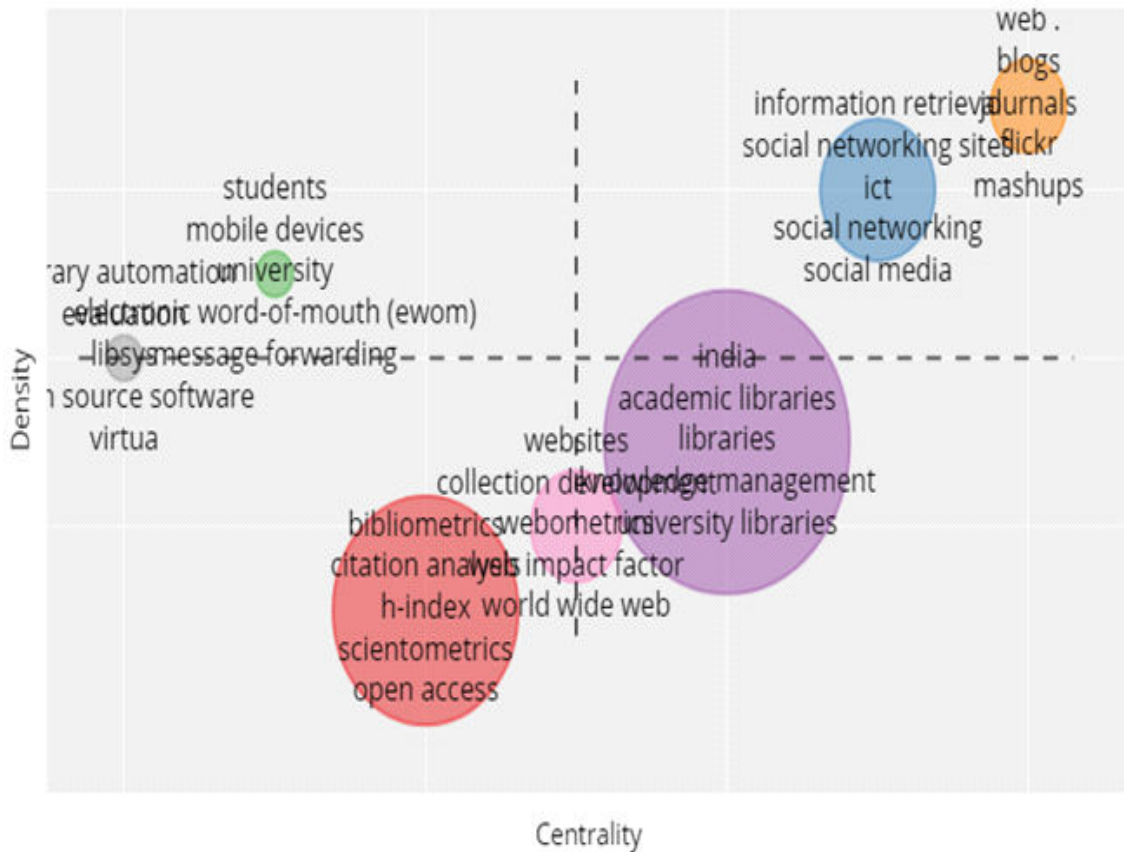 web .
blogs
journals
flickr
mashups
information retrieval
social networking sites
ict
social networking
social media
students
mobile devices
university
electronic word-of-mouth (ewom)
message forwarding
rary automation
evaluation
libsys
n source software
virtua
india
academic libraries
libraries
knowledge management
university libraries
websites
collection development
webometrics
web impact factor
world wide web
bibliometrics
citation analysis
h-index
scientometrics
open access
Density
Centrality